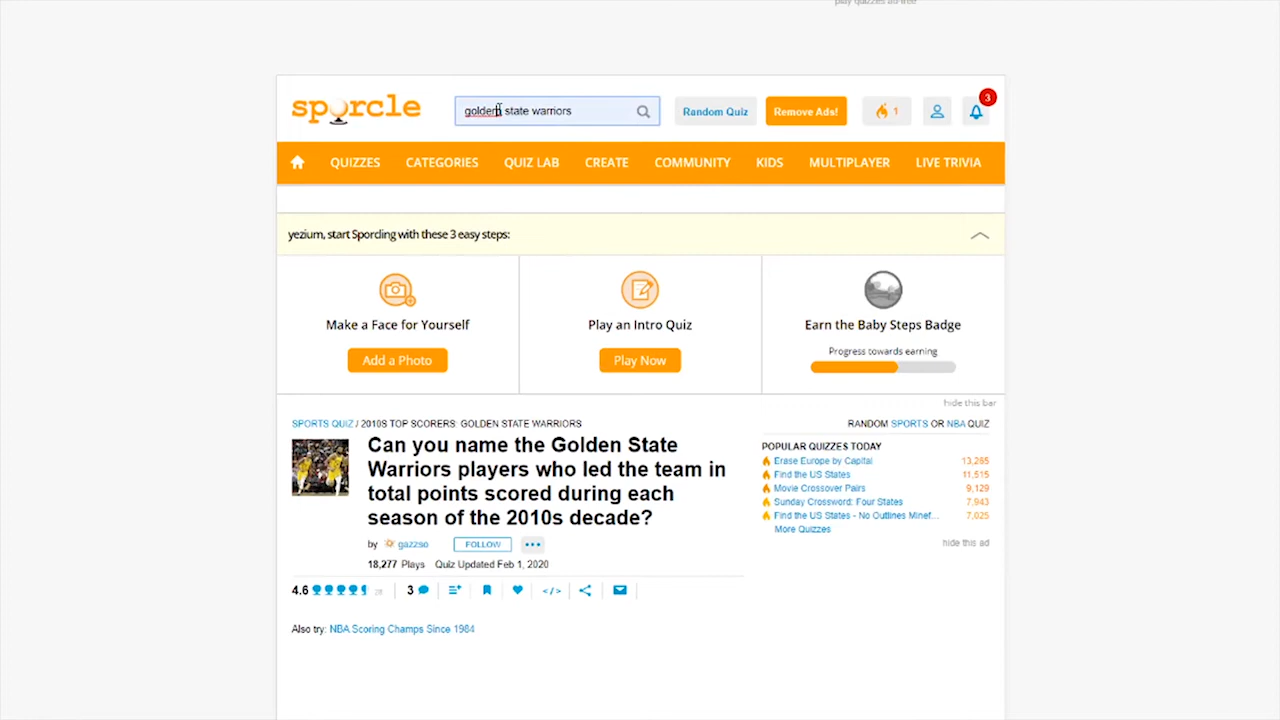 play quizzes ad-free
sporcle
golden state warriors
Random Quiz
Remove Ads!
1
3
QUIZZES
CATEGORIES
QUIZ LAB
CREATE
COMMUNITY
KIDS
MULTIPLAYER
LIVE TRIVIA
yezium, start Sporcling with these 3 easy steps:
Make a Face for Yourself
Add a Photo
Play an Intro Quiz
Play Now
Earn the Baby Steps Badge
Progress towards earning
hide this bar
SPORTS QUIZ / 2010S TOP SCORERS: GOLDEN STATE WARRIORS
Can you name the Golden State
Warriors players who led the team in
total points scored during each
season of the 2010s decade?
by gazzso
FOLLOW
18,277 Plays Quiz Updated Feb 1, 2020
4.6
3
</>
Also try: NBA Scoring Champs Since 1984
RANDOM SPORTS OR NBA QUIZ
POPULAR QUIZZES TODAY
Erase Europe by Capital 13,265
Find the US States 11,515
Movie Crossover Pairs 9,129
Sunday Crossword: Four States 7,943
Find the US States - No Outlines Minef... 7,025
More Quizzes
hide this ad